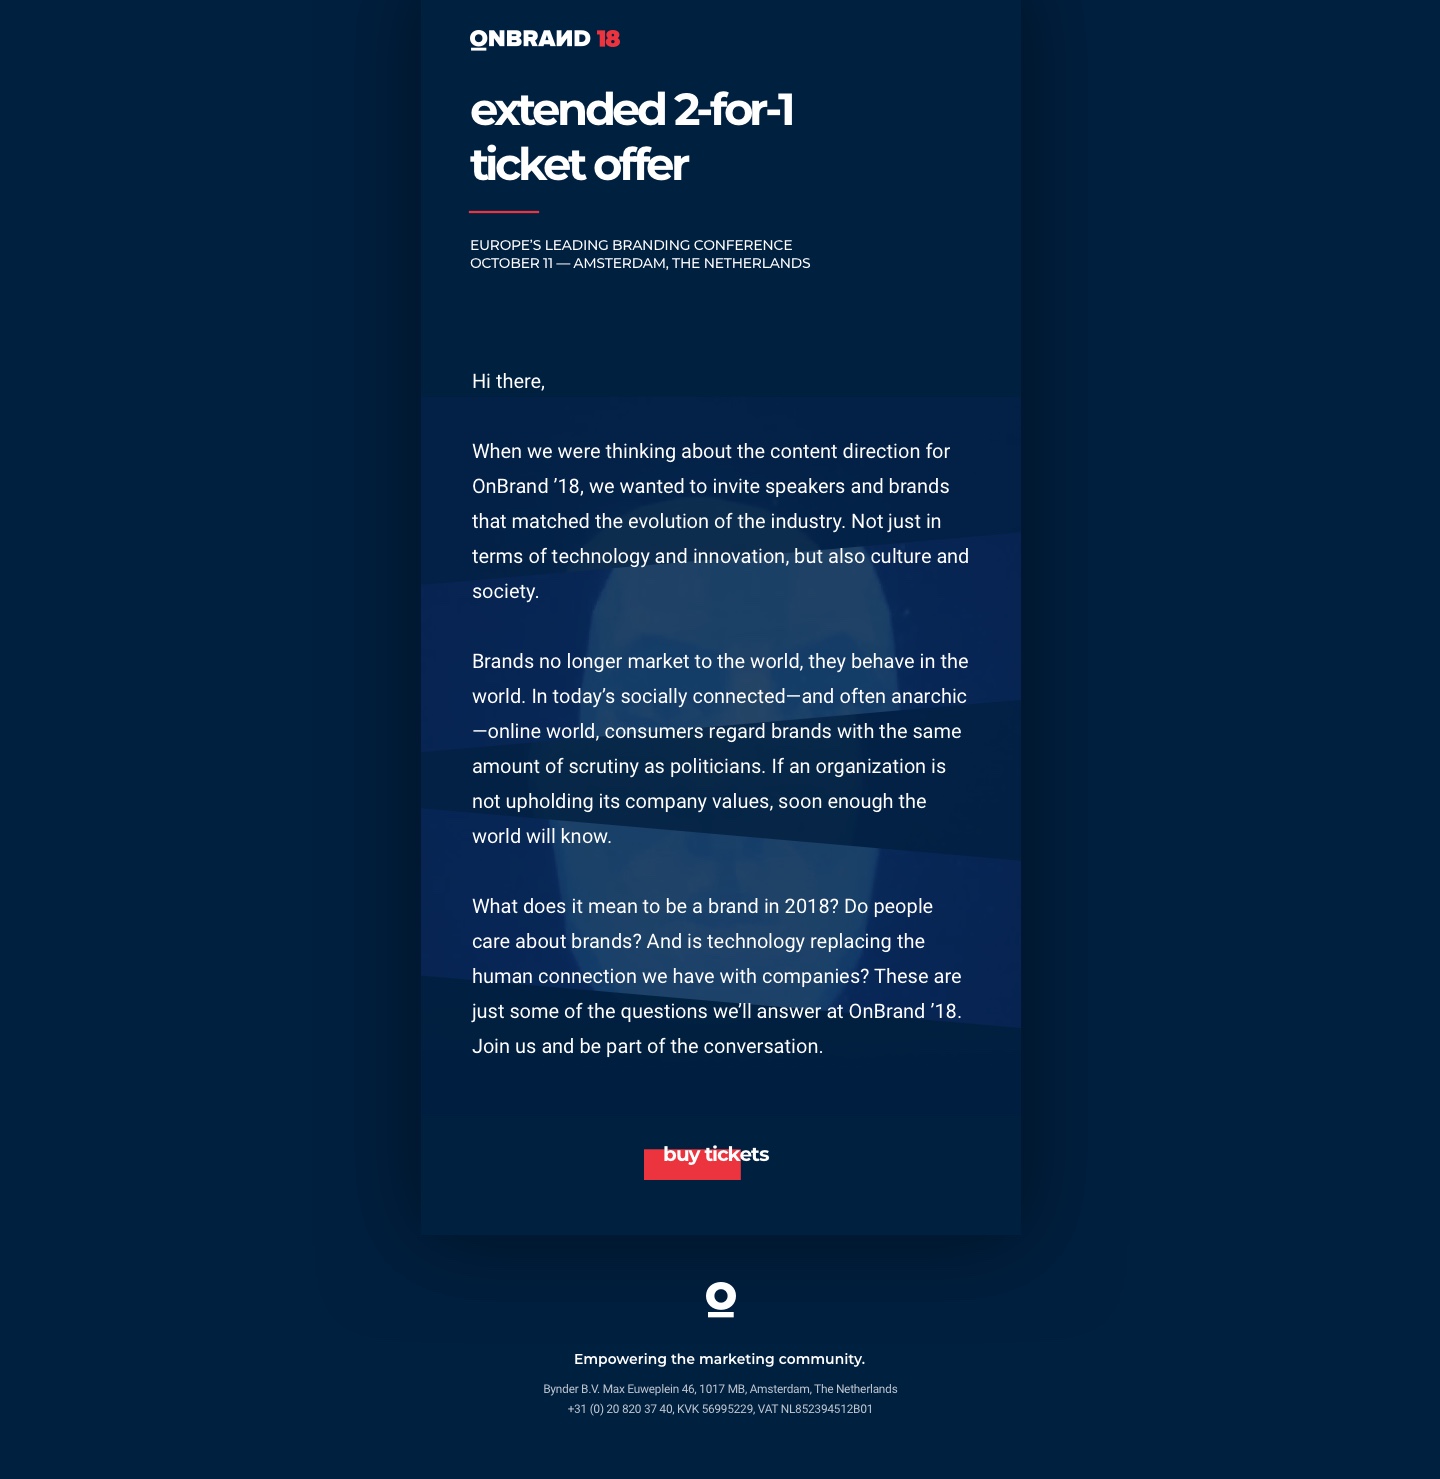 ONBRAND 18
extended 2-for-1
ticket offer
EUROPE’S LEADING BRANDING CONFERENCE
OCTOBER 11 — AMSTERDAM, THE NETHERLANDS
Hi there,
When we were thinking about the content direction for
OnBrand ’18, we wanted to invite speakers and brands
that matched the evolution of the industry. Not just in
terms of technology and innovation, but also culture and
society.
Brands no longer market to the world, they behave in the
world. In today’s socially connected—and often anarchic
—online world, consumers regard brands with the same
amount of scrutiny as politicians. If an organization is
not upholding its company values, soon enough the
world will know.
What does it mean to be a brand in 2018? Do people
care about brands? And is technology replacing the
human connection we have with companies? These are
just some of the questions we’ll answer at OnBrand ’18.
Join us and be part of the conversation.
buy tickets
O
Empowering the marketing community.
Bynder B.V. Max Euweplein 46, 1017 MB, Amsterdam, The Netherlands
+31 (0) 20 820 37 40, KVK 56995229, VAT NL852394512B01